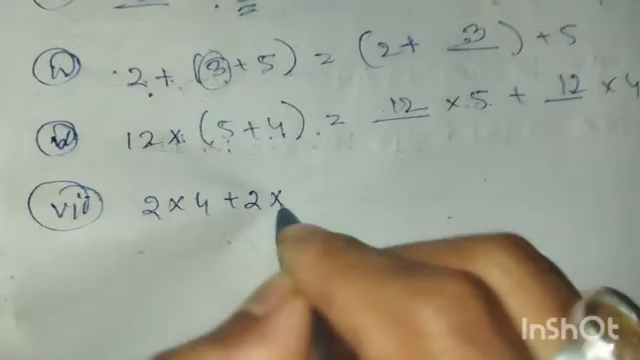 2 + (3 + 5) = (2 + 3) + 5
12 × (5 + 4) = 12 × 5 + 12 × 4
vii) 2 × 4 + 2 ×
InShOt